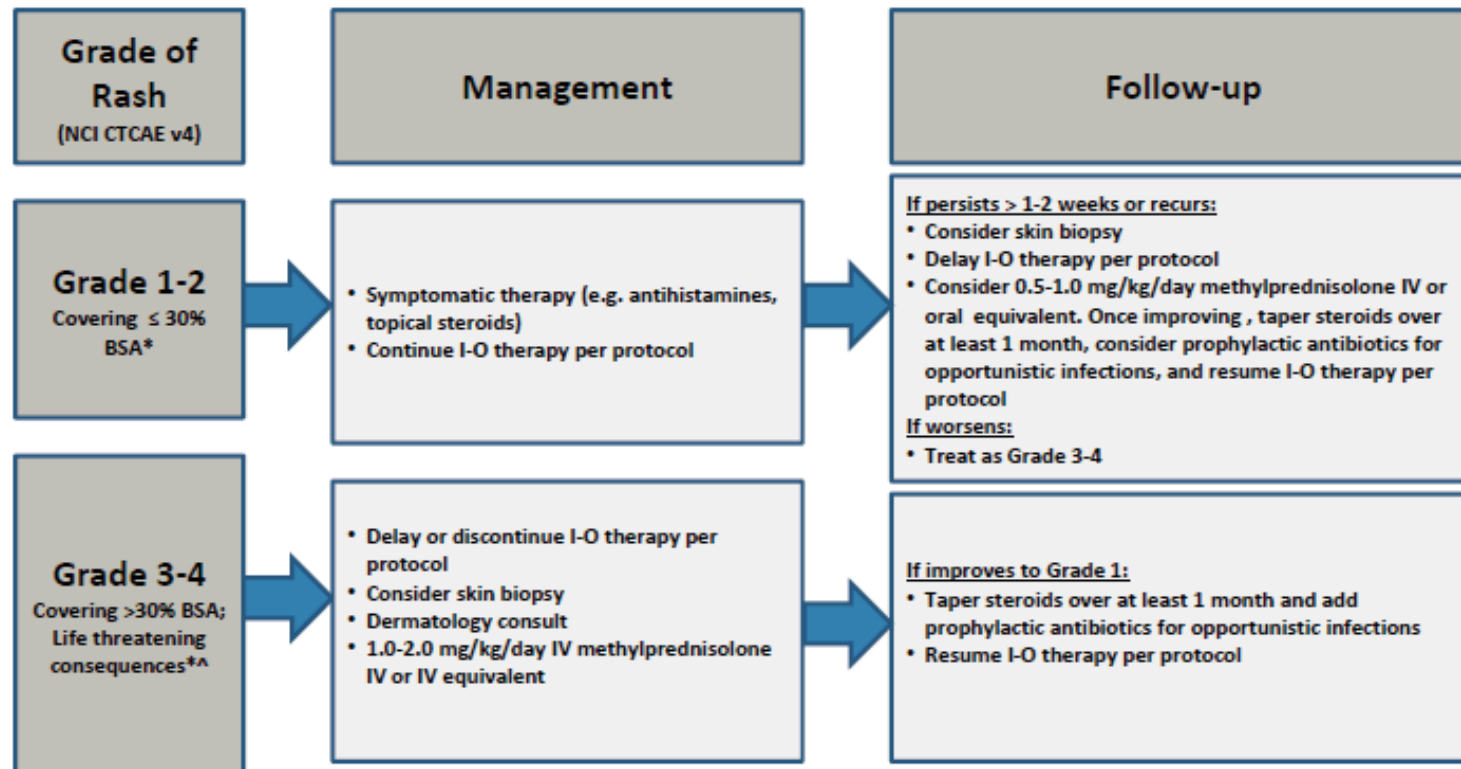 Grade of
Rash
(NCI CTCAE v4)
Management
Follow-up
Grade 1-2
Covering ≤ 30%
BSA*
• Symptomatic therapy (e.g. antihistamines,
topical steroids)
• Continue I-O therapy per protocol
If persists > 1-2 weeks or recurs:
• Consider skin biopsy
• Delay I-O therapy per protocol
• Consider 0.5-1.0 mg/kg/day methylprednisolone IV or
oral equivalent. Once improving , taper steroids over
at least 1 month, consider prophylactic antibiotics for
opportunistic infections, and resume I-O therapy per
protocol
If worsens:
• Treat as Grade 3-4
Grade 3-4
Covering >30% BSA;
Life threatening
consequences*^
• Delay or discontinue I-O therapy per
protocol
• Consider skin biopsy
• Dermatology consult
• 1.0-2.0 mg/kg/day IV methylprednisolone
IV or IV equivalent
If improves to Grade 1:
• Taper steroids over at least 1 month and add
prophylactic antibiotics for opportunistic infections
• Resume I-O therapy per protocol